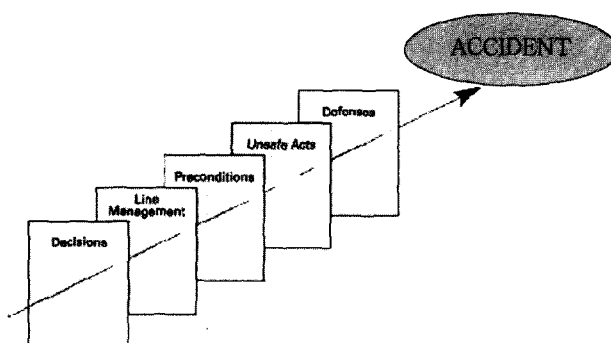 ACCIDENT
Defenses
Unsafe Acts
Preconditions
Line
Management
Decisions